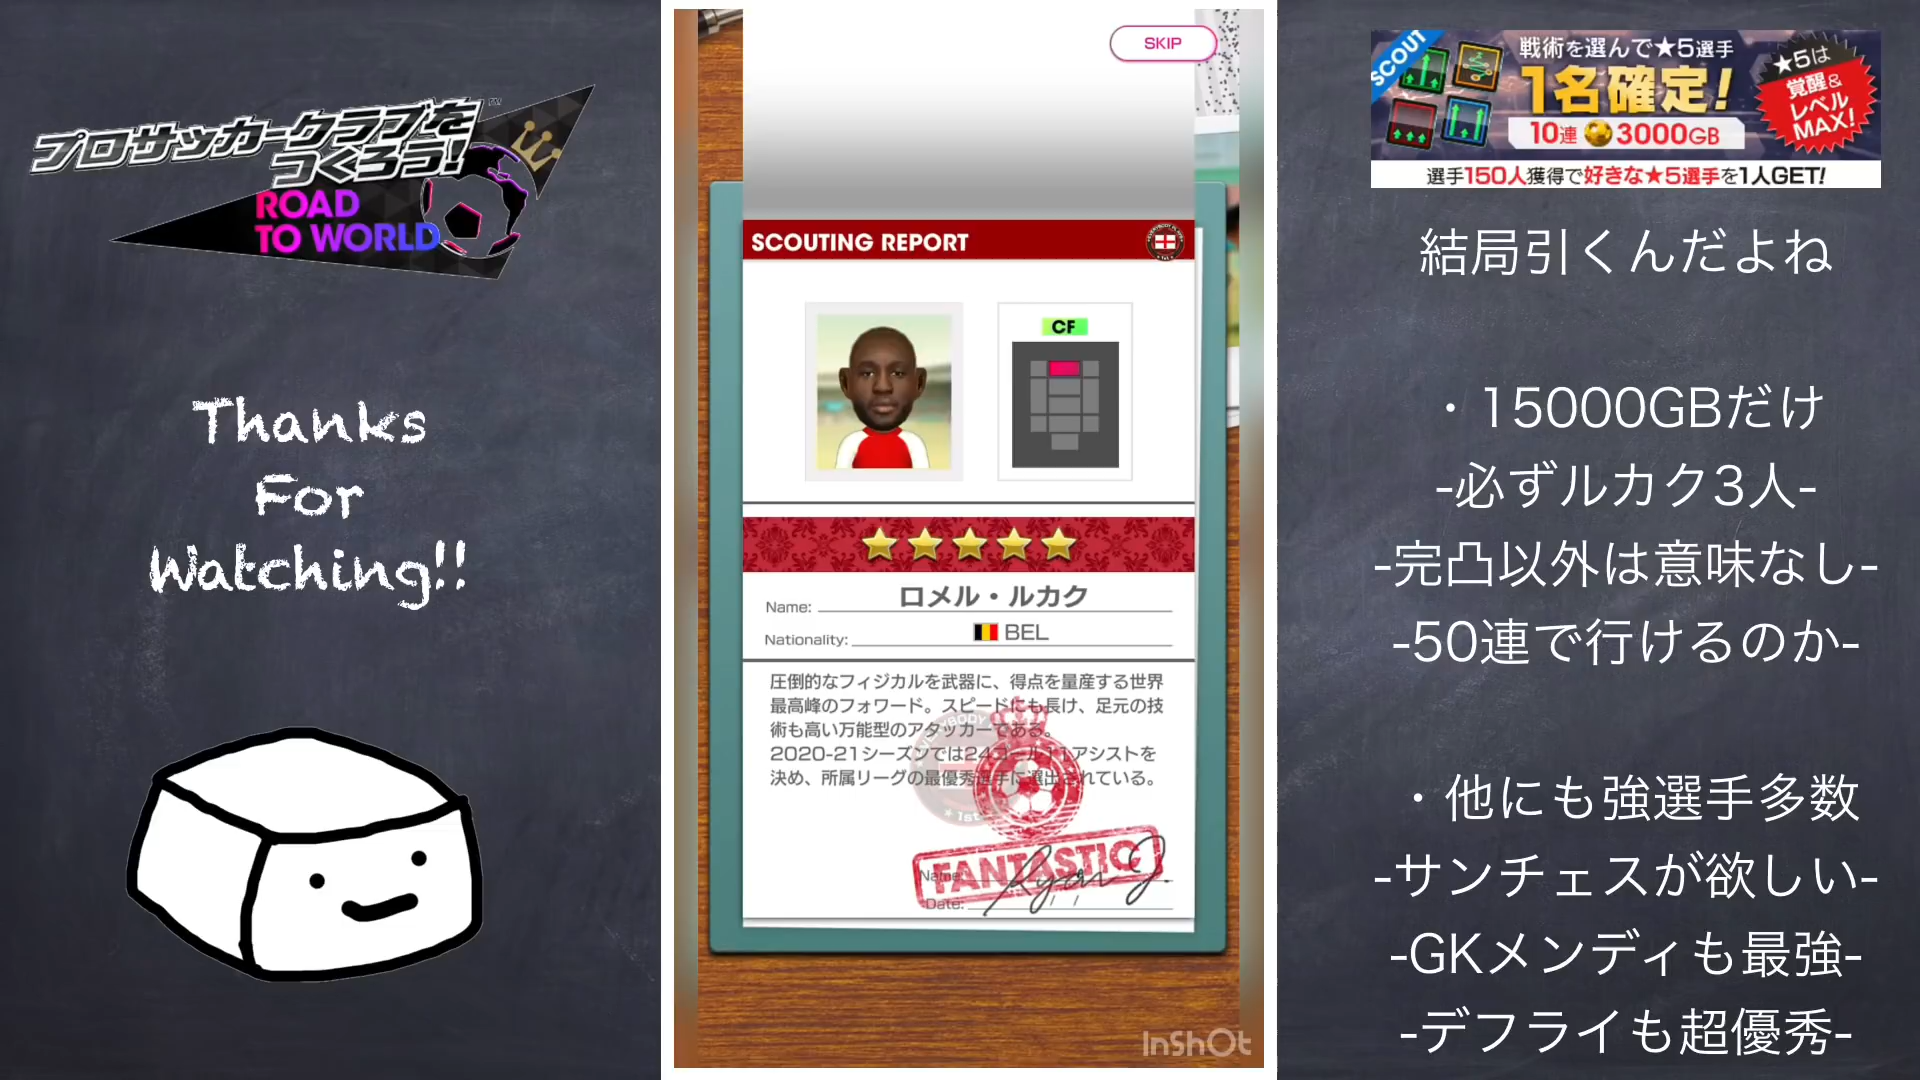 プロサッカークラブを
つくろう!
ROAD
TO WORLD
Thanks
For
Watching!!
SKIP
SCOUTING REPORT
CF
Name: ロメル・ルカク
Nationality: BEL
圧倒的なフィジカルを武器に、得点を量産する世界
最高峰のフォワード。スピードにも長け、足元の技
術も高い万能型のアタッカーである。
2020-21シーズンでは24ゴール11アシストを
決め、所属リーグの最優秀選手に選出されている。
1st
FANTASTIC
Name:
Date:
InShOt
SCOUT
戦術を選んで★5選手
1名確定!
10連 3000GB
★5は
覚醒&
レベル
MAX!
選手150人獲得で好きな★5選手を1人GET!
結局引くんだよね
・15000GBだけ
-必ずルカク3人-
-完凸以外は意味なし-
-50連で行けるのか-
・他にも強選手多数
-サンチェスが欲しい-
-GKメンディも最強-
-デフライも超優秀-